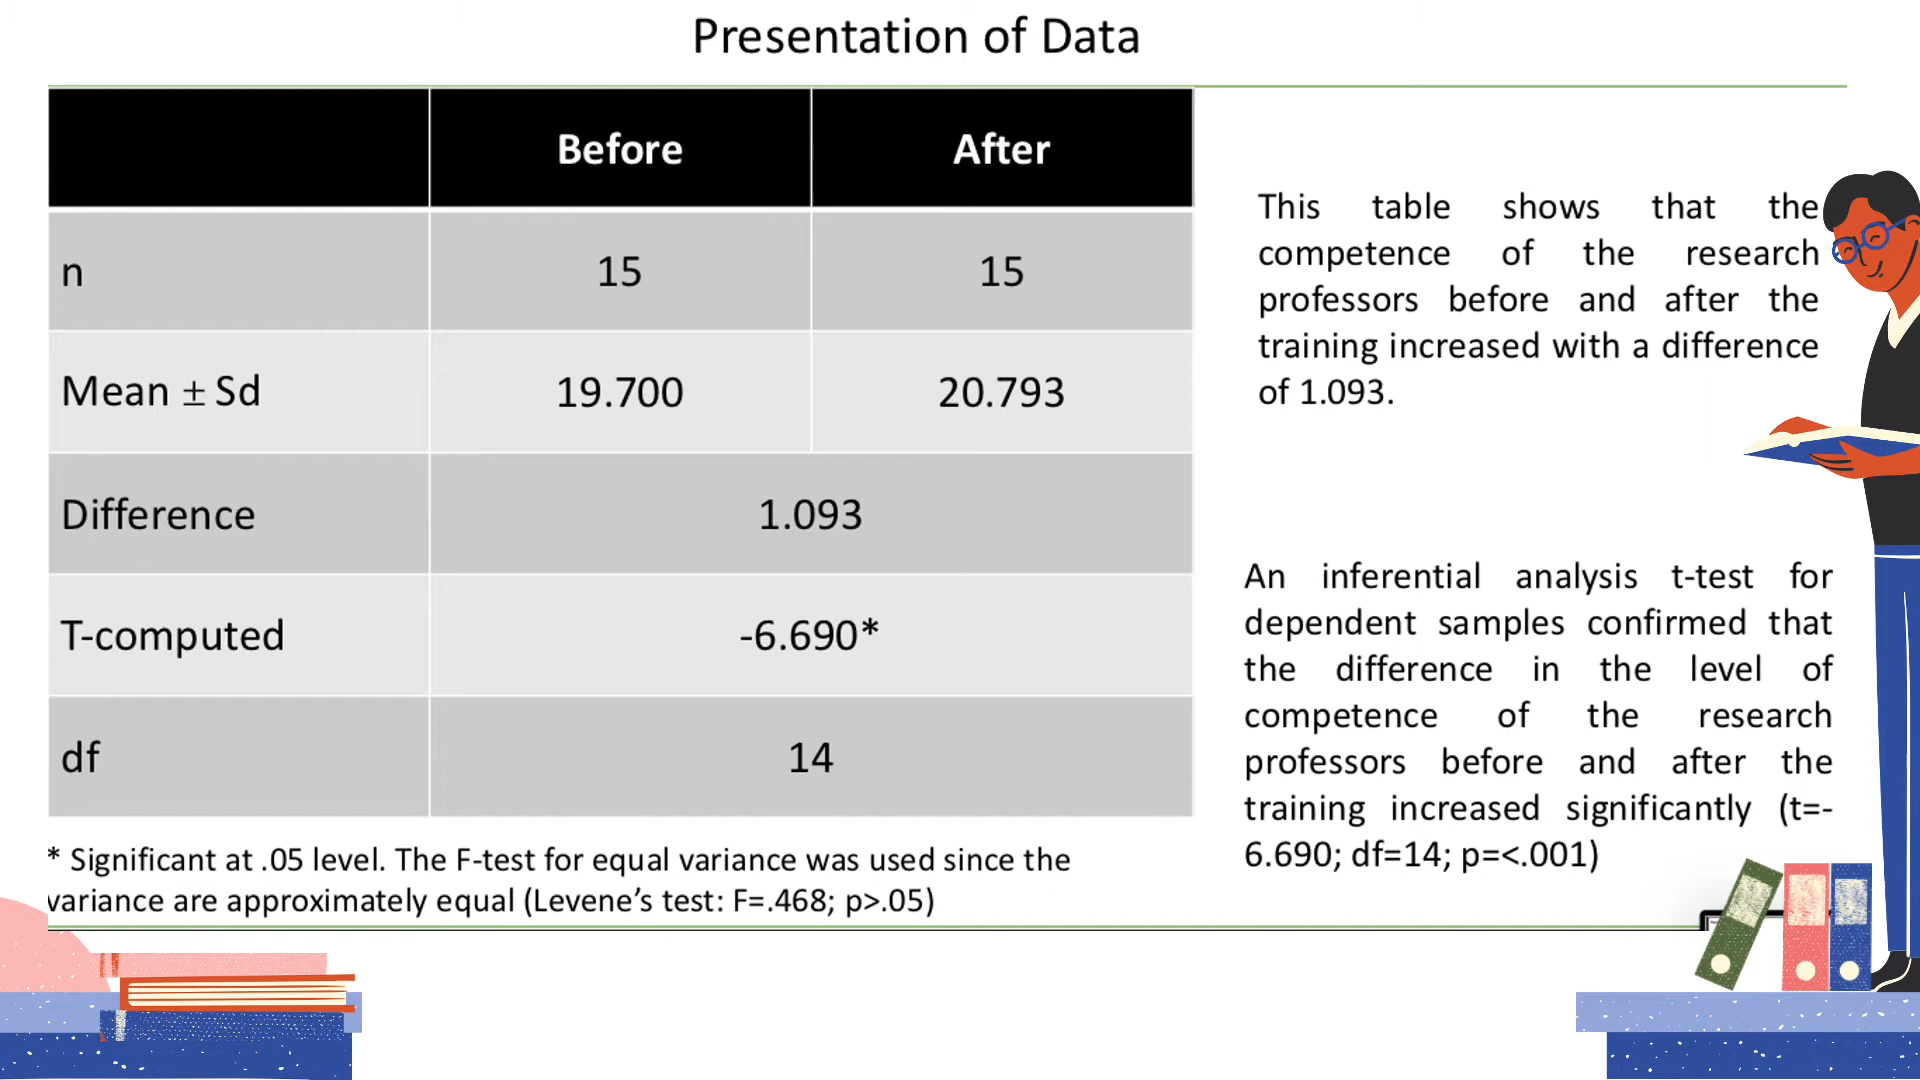 Presentation of Data
Before After
n 15 15
Mean ± Sd 19.700 20.793
Difference 1.093
T-computed -6.690*
df 14
* Significant at .05 level. The F-test for equal variance was used since the
variance are approximately equal (Levene’s test: F=.468; p>.05)
This table shows that the
competence of the research
professors before and after the
training increased with a difference
of 1.093.
An inferential analysis t-test for
dependent samples confirmed that
the difference in the level of
competence of the research
professors before and after the
training increased significantly (t=-
6.690; df=14; p=<.001)